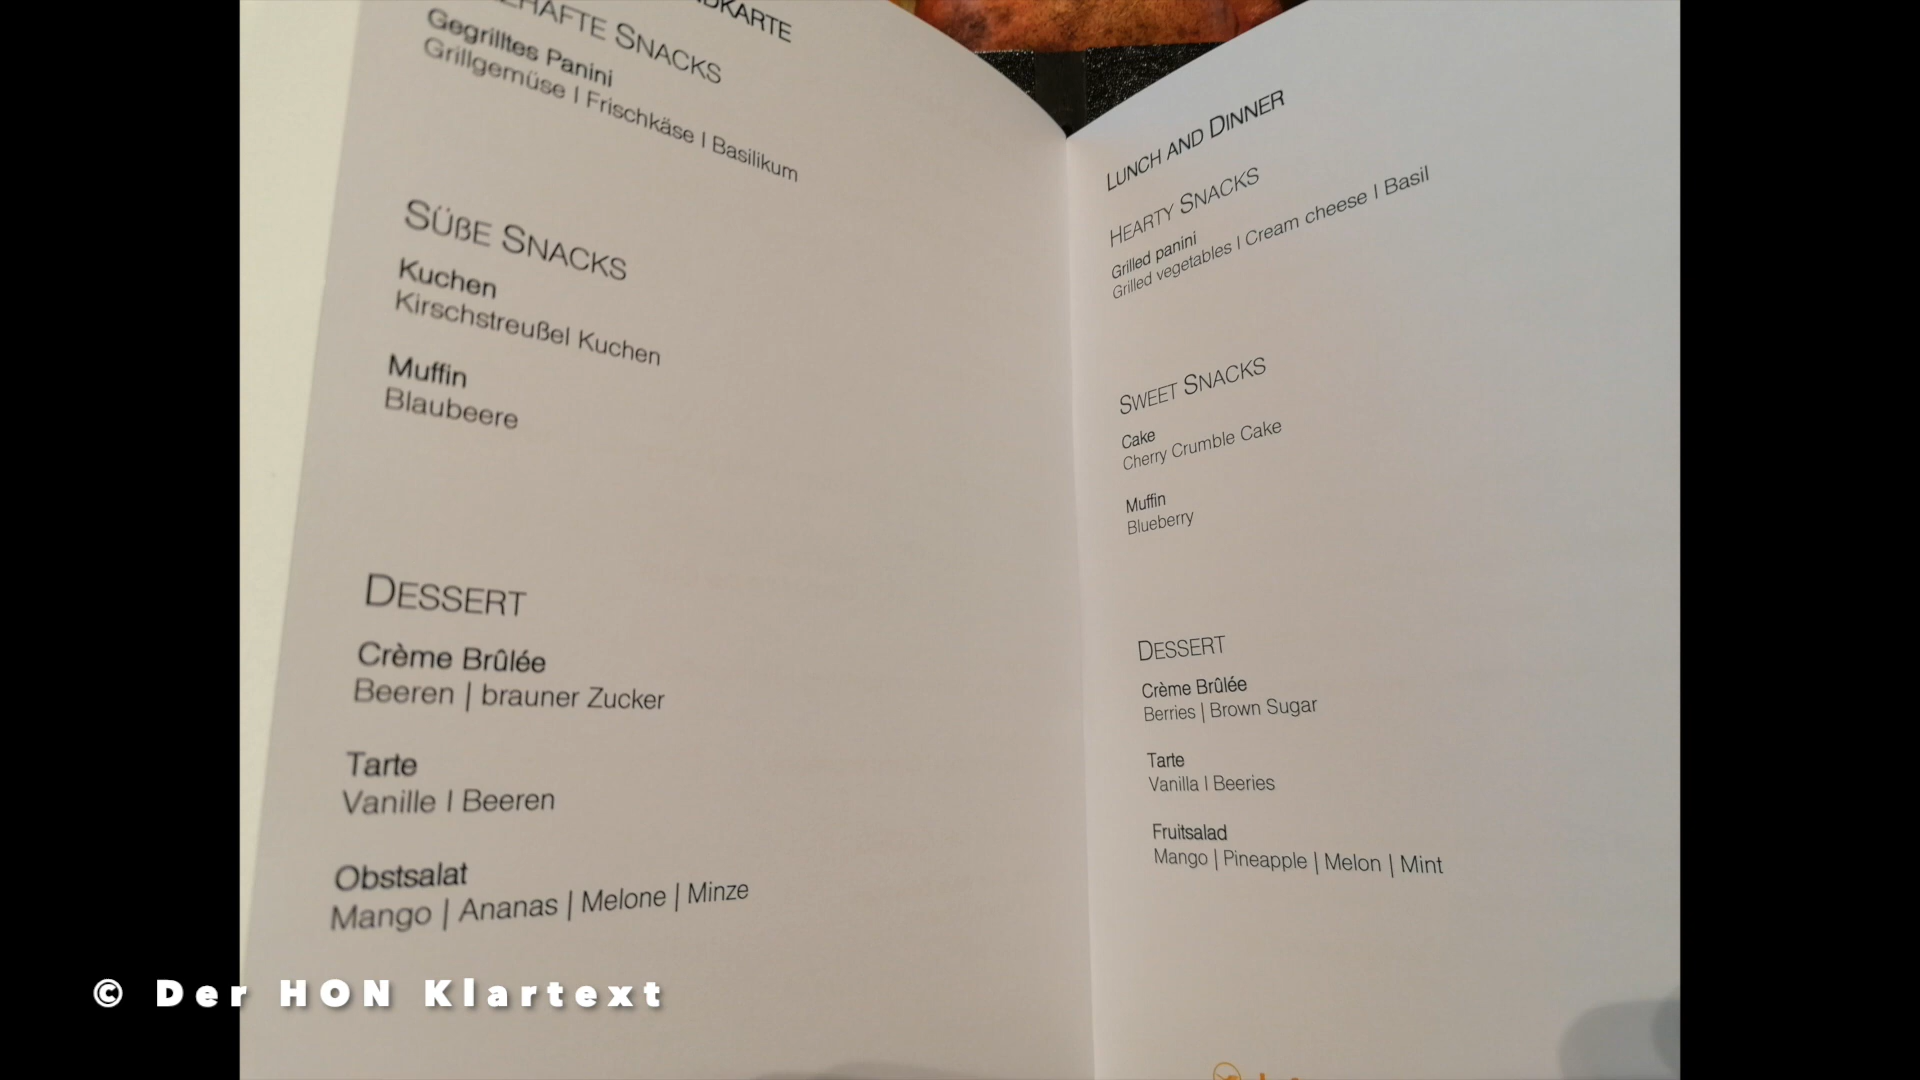 SNACKS
Gegrilltes Panini
Grillgemüse I Frischkäse I Basilikum
SÜßE SNACKS
Kuchen
Kirschstreußel Kuchen
Muffin
Blaubeere
DESSERT
Crème Brûlée
Beeren | brauner Zucker
Tarte
Vanille I Beeren
Obstsalat
Mango | Ananas | Melone | Minze
LUNCH AND DINNER
HEARTY SNACKS
Grilled panini
Grilled vegetables I Cream cheese I Basil
SWEET SNACKS
Cake
Cherry Crumble Cake
Muffin
Blueberry
DESSERT
Crème Brûlée
Berries | Brown Sugar
Tarte
Vanilla I Beeries
Fruitsalad
Mango | Pineapple | Melon | Mint
© Der HON Klartext